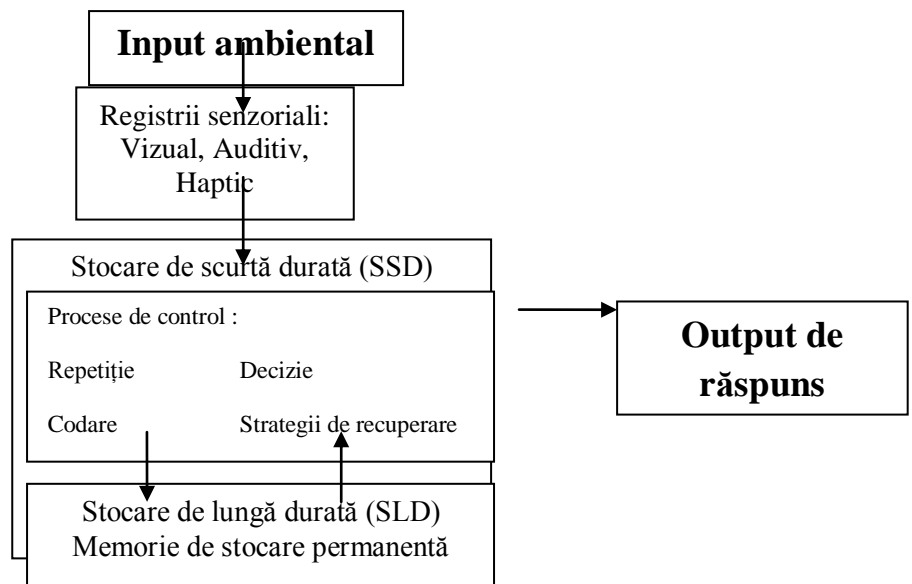 Input ambiental
Registrii senzoriali:
Vizual, Auditiv,
Haptic
Stocare de scurtă durată (SSD)
Procese de control :
Repetiție Decizie
Codare Strategii de recuperare
Stocare de lungă durată (SLD)
Memorie de stocare permanentă
Output de
răspuns